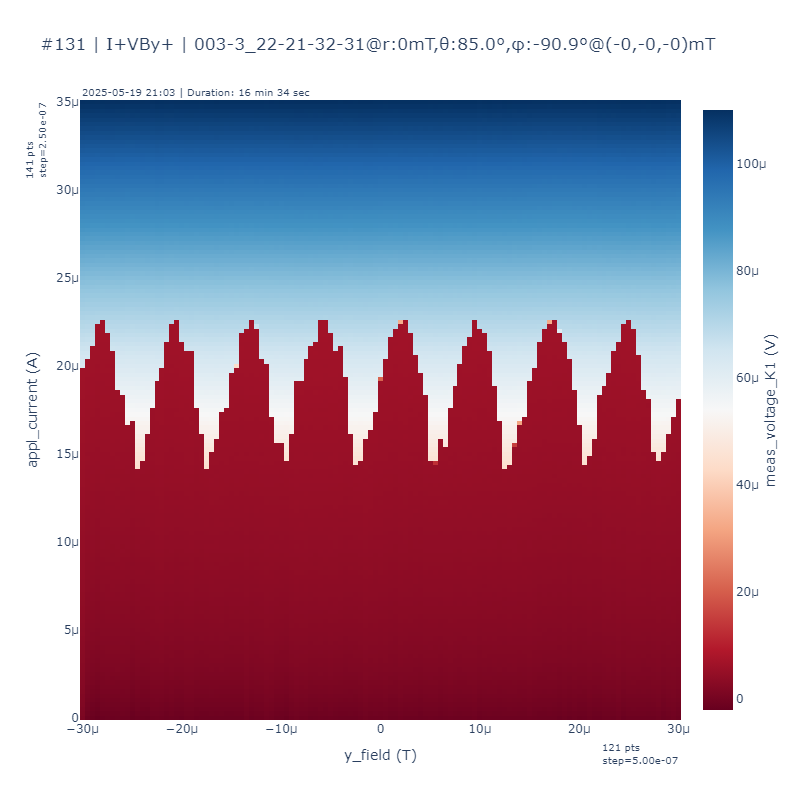 #131 | I+VBy+ | 003-3_22-21-32-31@r:0mT,θ:85.0°,φ:-90.9°@(-0,-0,-0)mT
2025-05-19 21:03 | Duration: 16 min 34 sec
141 pts
step=2.50e-07
35μ
30μ
25μ
20μ
15μ
10μ
5μ
0
appl_current (A)
−30μ
−20μ
−10μ
0
10μ
20μ
30μ
y_field (T)
121 pts
step=5.00e-07
100μ
80μ
60μ
40μ
20μ
0
meas_voltage_K1 (V)